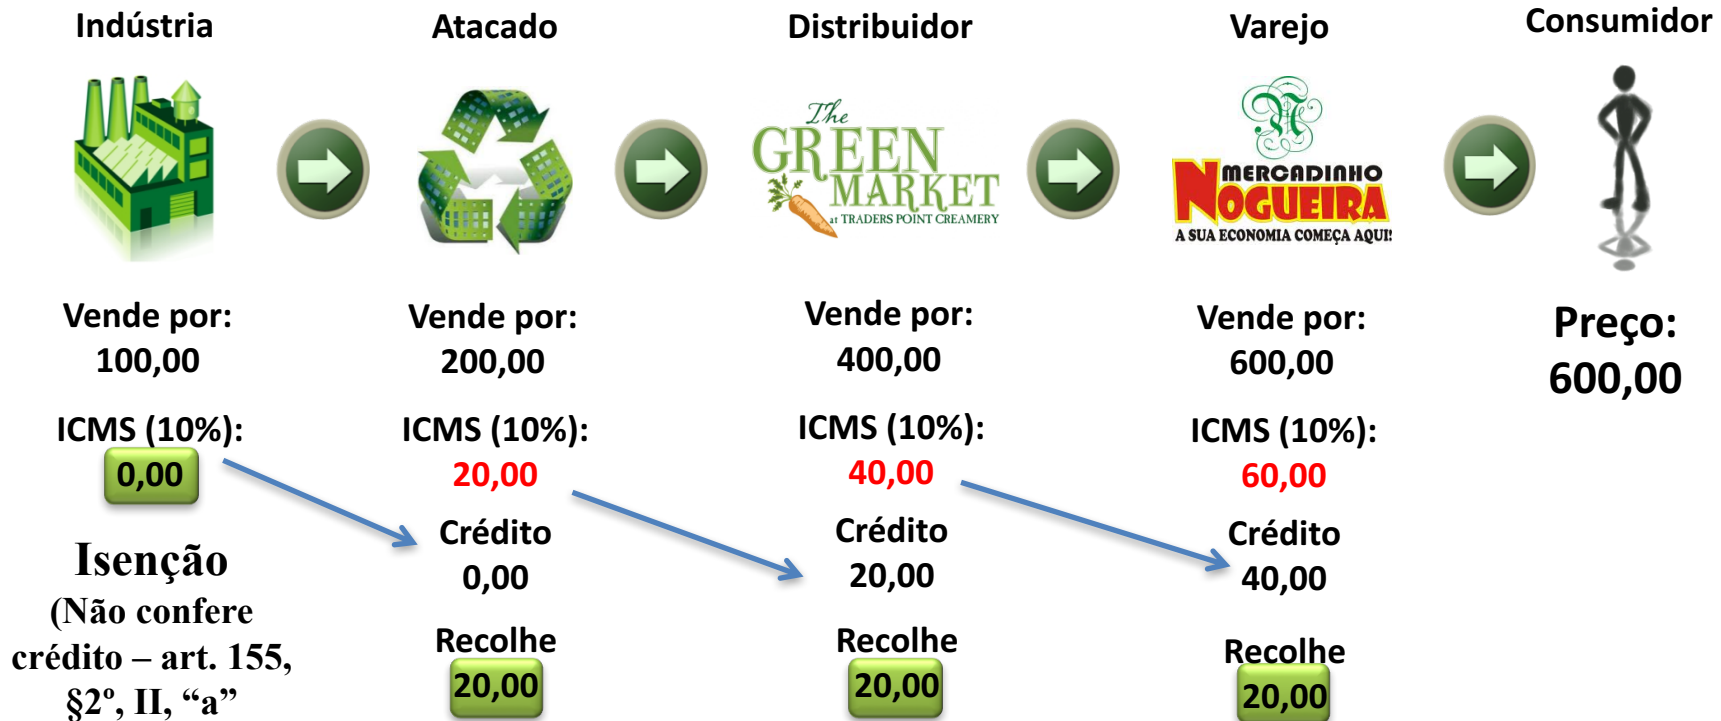 Indústria
Atacado
Distribuidor
Varejo
Consumidor
The
GREEN
MARKET
at TRADERS POINT CREAMERY
N
MERCADINHO
NOGUEIRA
A SUA ECONOMIA COMEÇA AQUI!
Vende por:
100,00
Vende por:
200,00
Vende por:
400,00
Vende por:
600,00
Preço:
600,00
ICMS (10%):
0,00
ICMS (10%):
20,00
ICMS (10%):
40,00
ICMS (10%):
60,00
Isenção
(Não confere
crédito – art. 155,
§2º, II, “a”
Crédito
0,00
Crédito
20,00
Crédito
40,00
Recolhe
20,00
Recolhe
20,00
Recolhe
20,00